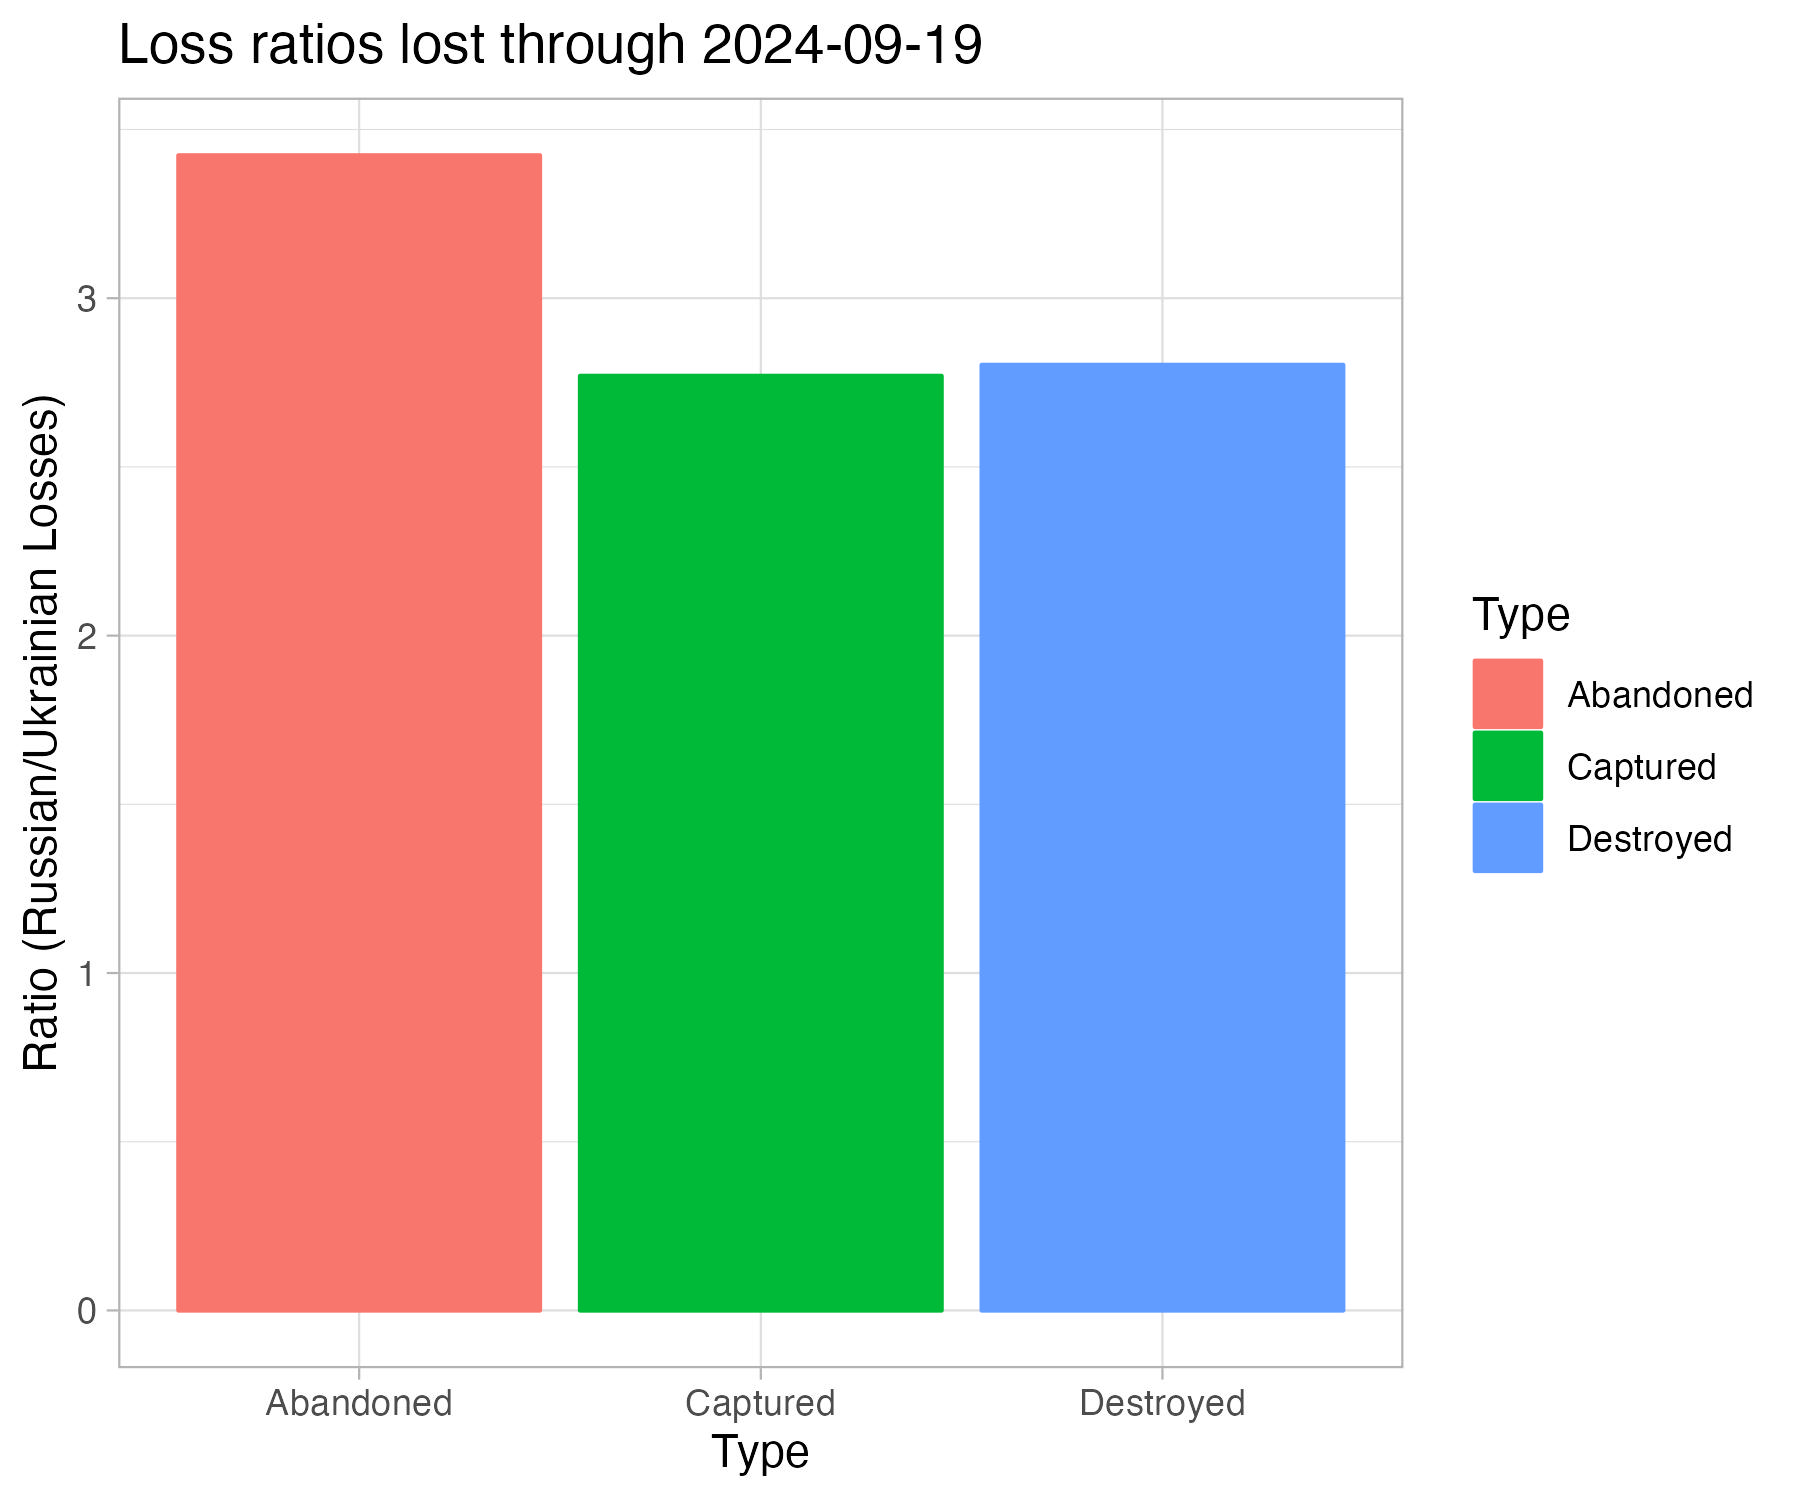 Loss ratios lost through 2024-09-19
Ratio (Russian/Ukrainian Losses)
3
2
1
0
Abandoned
Captured
Destroyed
Type
Type
Abandoned
Captured
Destroyed